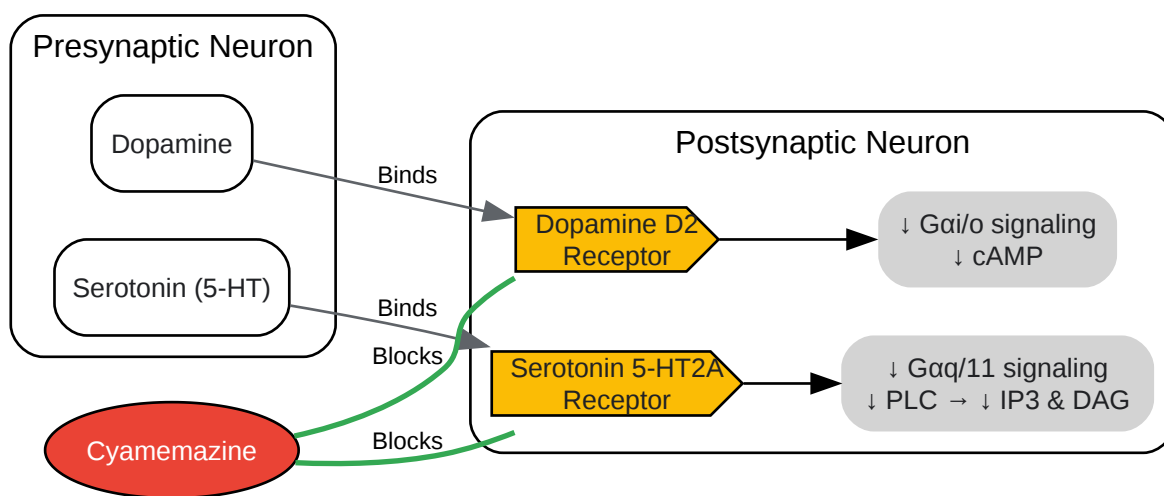 Presynaptic Neuron
Dopamine
Serotonin (5-HT)
Binds
Binds
Blocks
Blocks
Cyamemazine
Postsynaptic Neuron
Dopamine D2
Receptor
↓ Gαi/o signaling
↓ cAMP
Serotonin 5-HT2A
Receptor
↓ Gαq/11 signaling
↓ PLC → ↓ IP3 & DAG